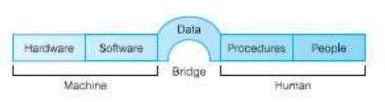 Data
Hardware Software Procedures People
Bridge
Machine Human